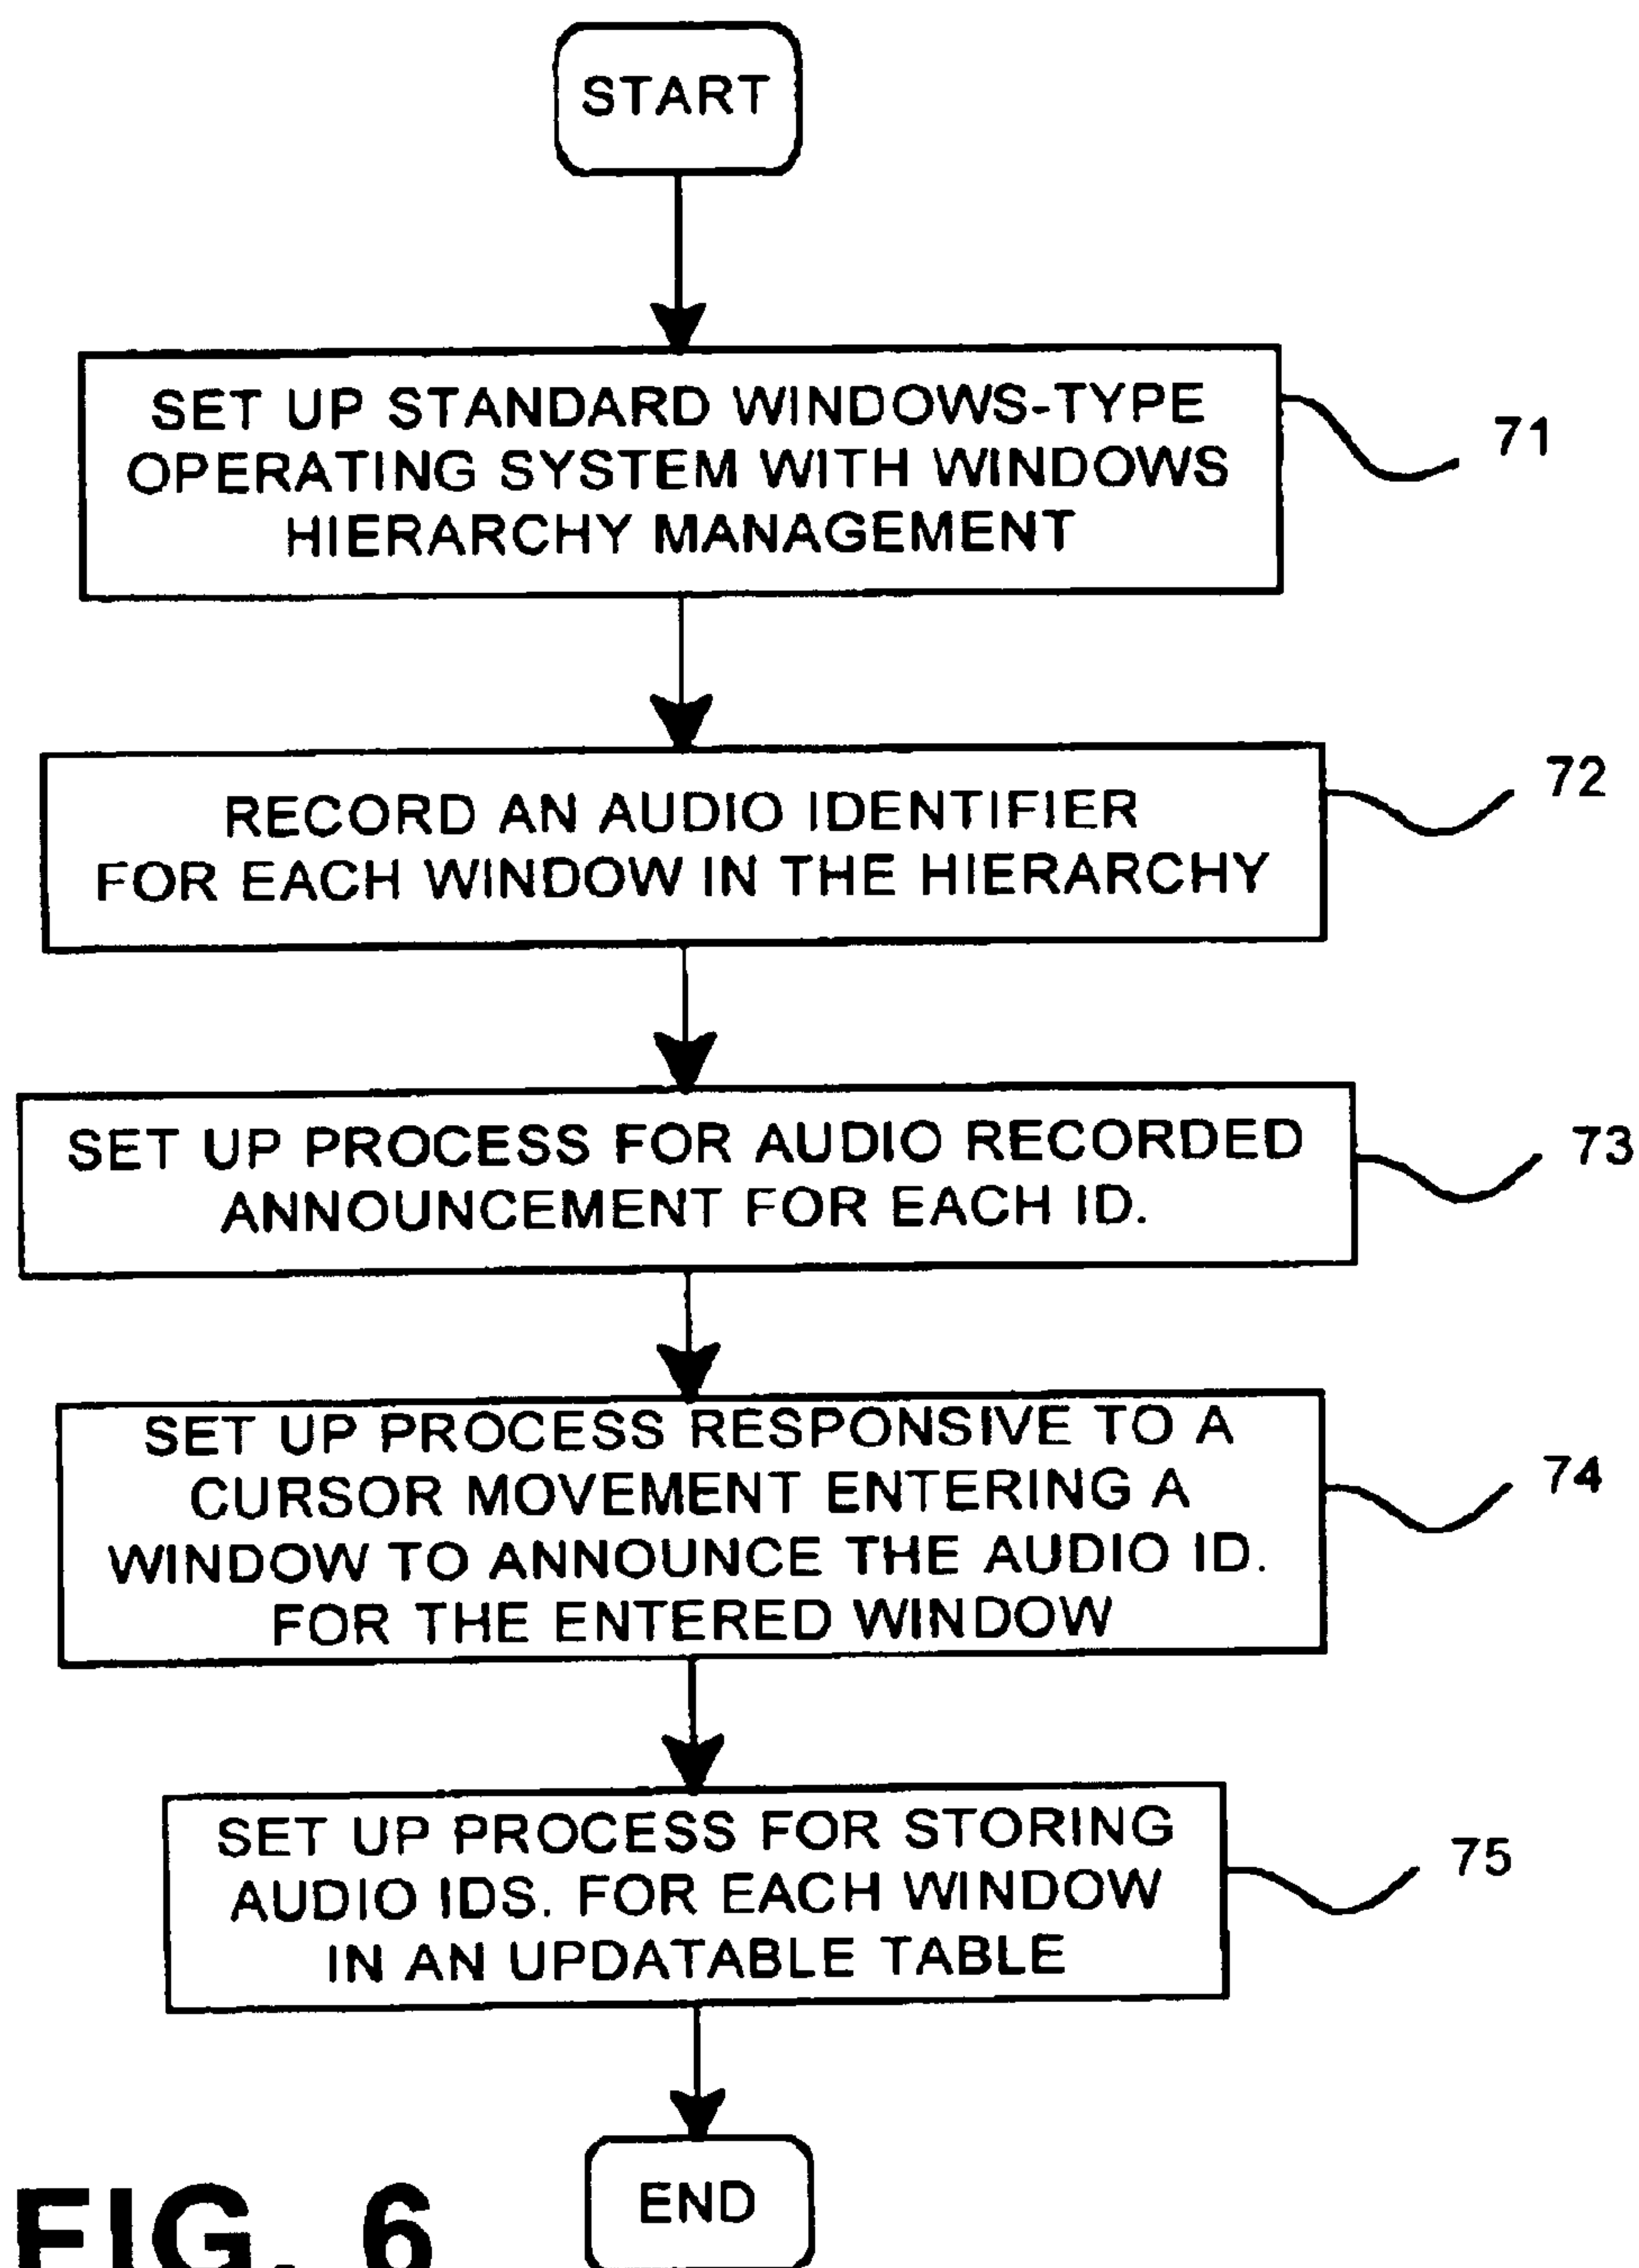 START
SET UP STANDARD WINDOWS-TYPE
OPERATING SYSTEM WITH WINDOWS
HIERARCHY MANAGEMENT
71
RECORD AN AUDIO IDENTIFIER
FOR EACH WINDOW IN THE HIERARCHY
72
SET UP PROCESS FOR AUDIO RECORDED
ANNOUNCEMENT FOR EACH ID.
73
SET UP PROCESS RESPONSIVE TO A
CURSOR MOVEMENT ENTERING A
WINDOW TO ANNOUNCE THE AUDIO ID.
FOR THE ENTERED WINDOW
74
SET UP PROCESS FOR STORING
AUDIO IDS. FOR EACH WINDOW
IN AN UPDATABLE TABLE
75
END
FIG. 6